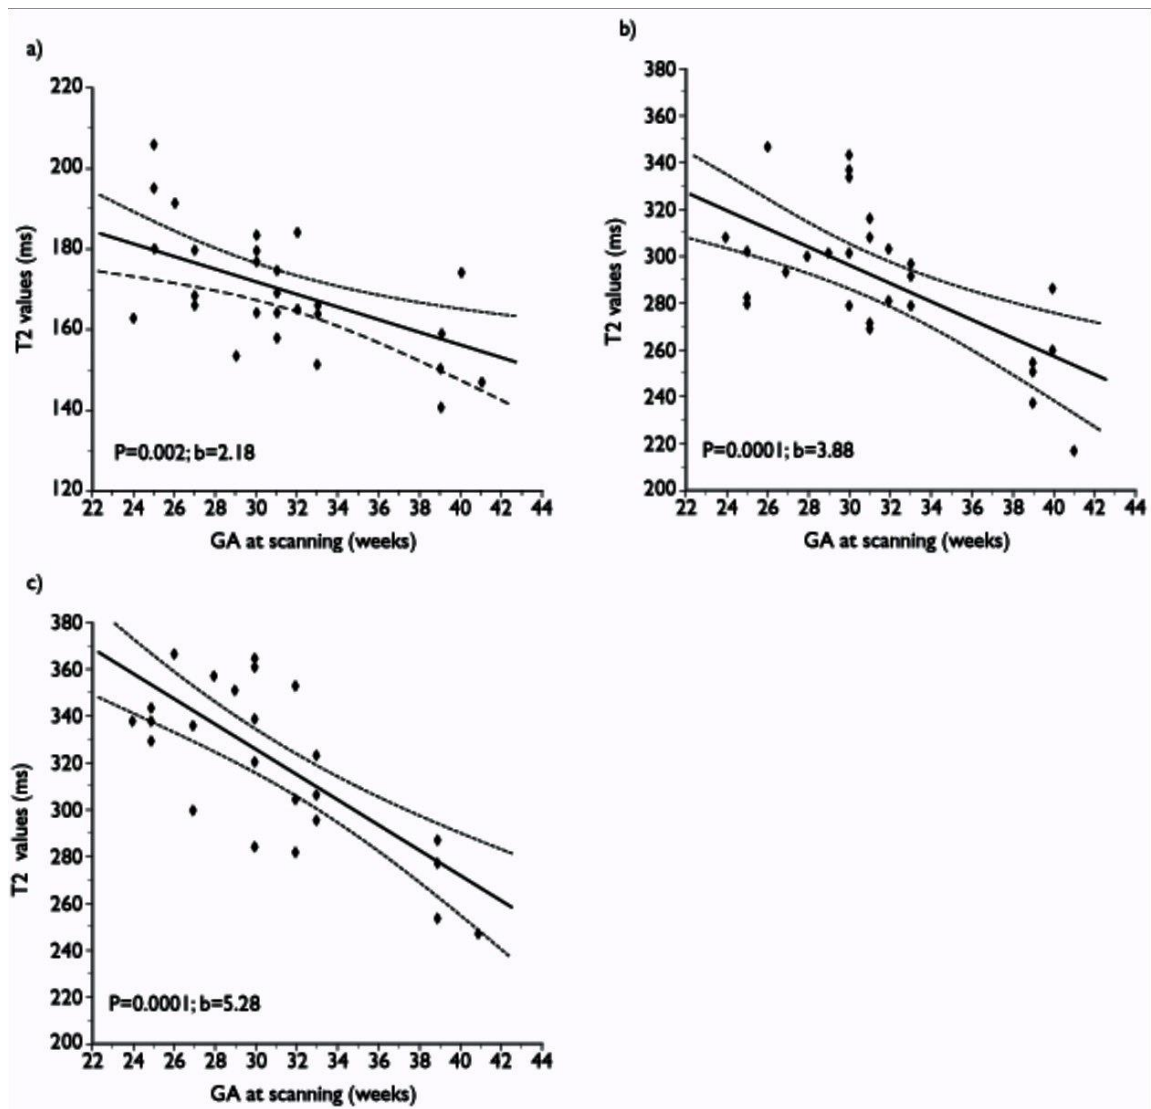 a)
T2 values (ms)
220
200
180
160
140
120
P=0.002; b=2.18
22 24 26 28 30 32 34 36 38 40 42 44
GA at scanning (weeks)
b)
T2 values (ms)
380
360
340
320
300
280
260
240
220
200
P=0.0001; b=3.88
22 24 26 28 30 32 34 36 38 40 42 44
GA at scanning (weeks)
c)
T2 values (ms)
380
360
340
320
300
280
260
240
220
200
P=0.0001; b=5.28
22 24 26 28 30 32 34 36 38 40 42 44
GA at scanning (weeks)